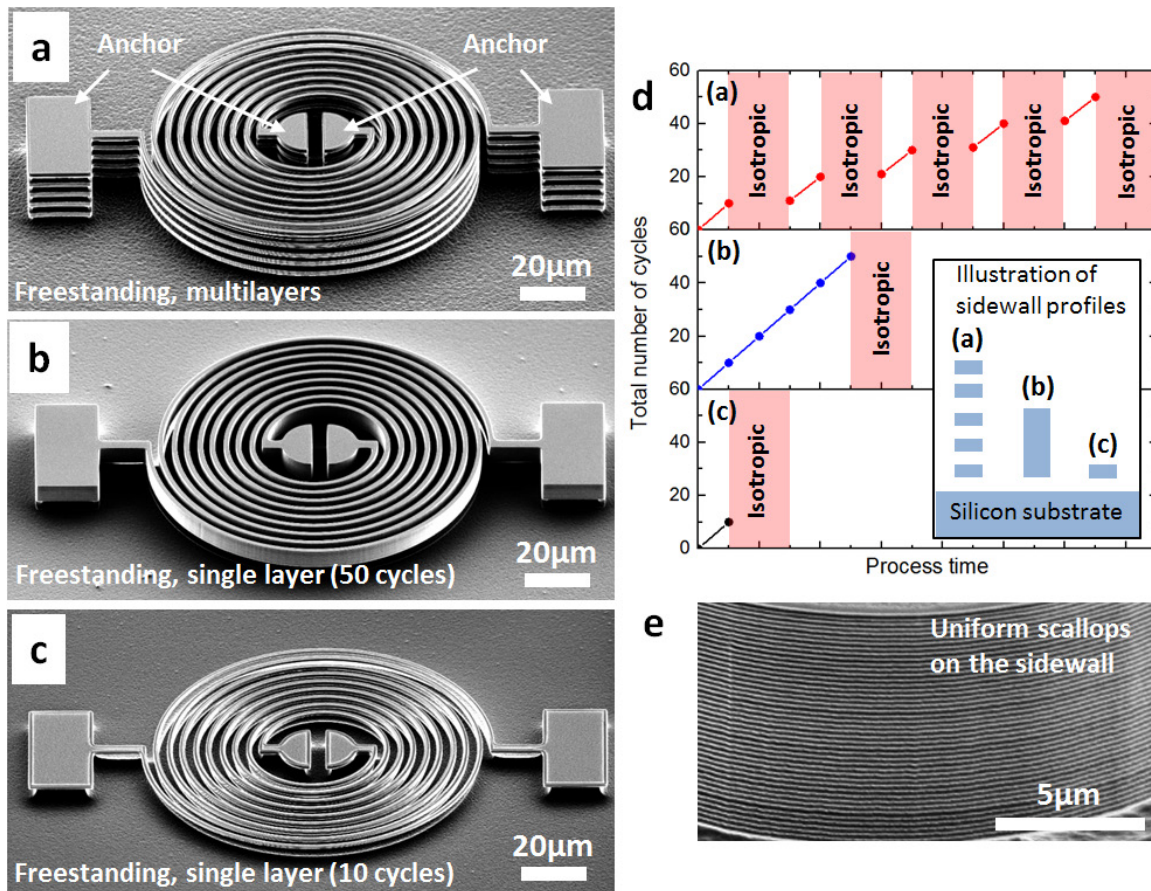 a
Anchor
Anchor
20µm
Freestanding, multilayers
b
20µm
Freestanding, single layer (50 cycles)
c
20µm
Freestanding, single layer (10 cycles)
d
Total number of cycles
60
40
20
60
40
20
60
40
20
0
(a)
Isotropic
Isotropic
Isotropic
Isotropic
Isotropic
(b)
Isotropic
(c)
Isotropic
Process time
Illustration of
sidewall profiles
(a)
(b)
(c)
Silicon substrate
e
Uniform scallops
on the sidewall
5µm